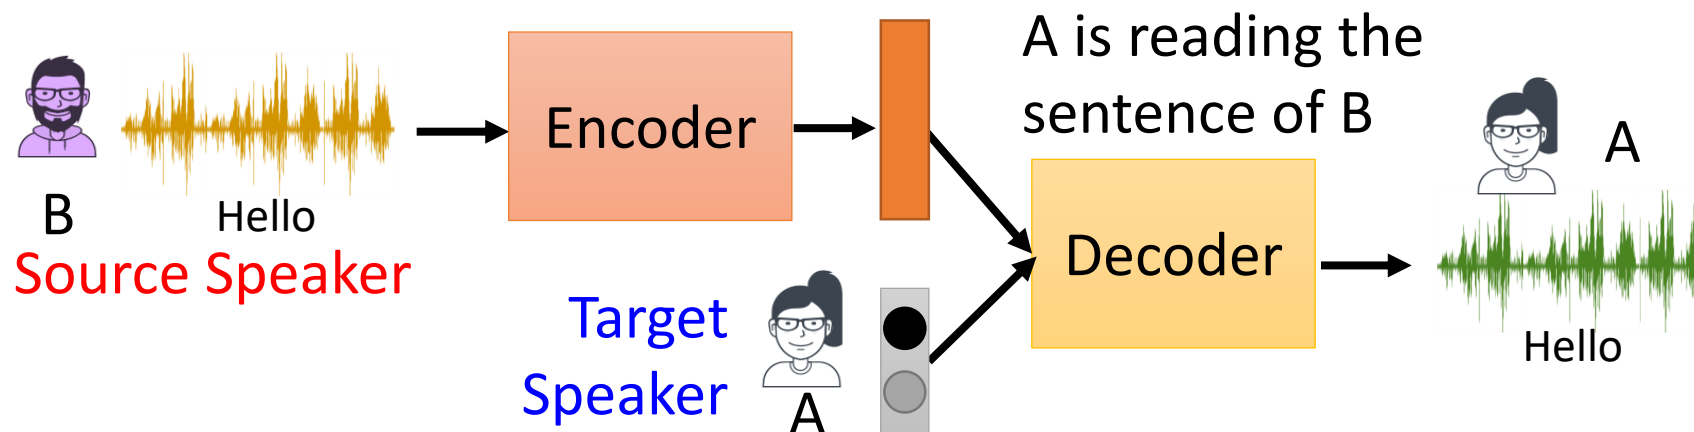 B
Hello
Source Speaker
Encoder
A is reading the
sentence of B
Target
Speaker
A
Decoder
A
Hello